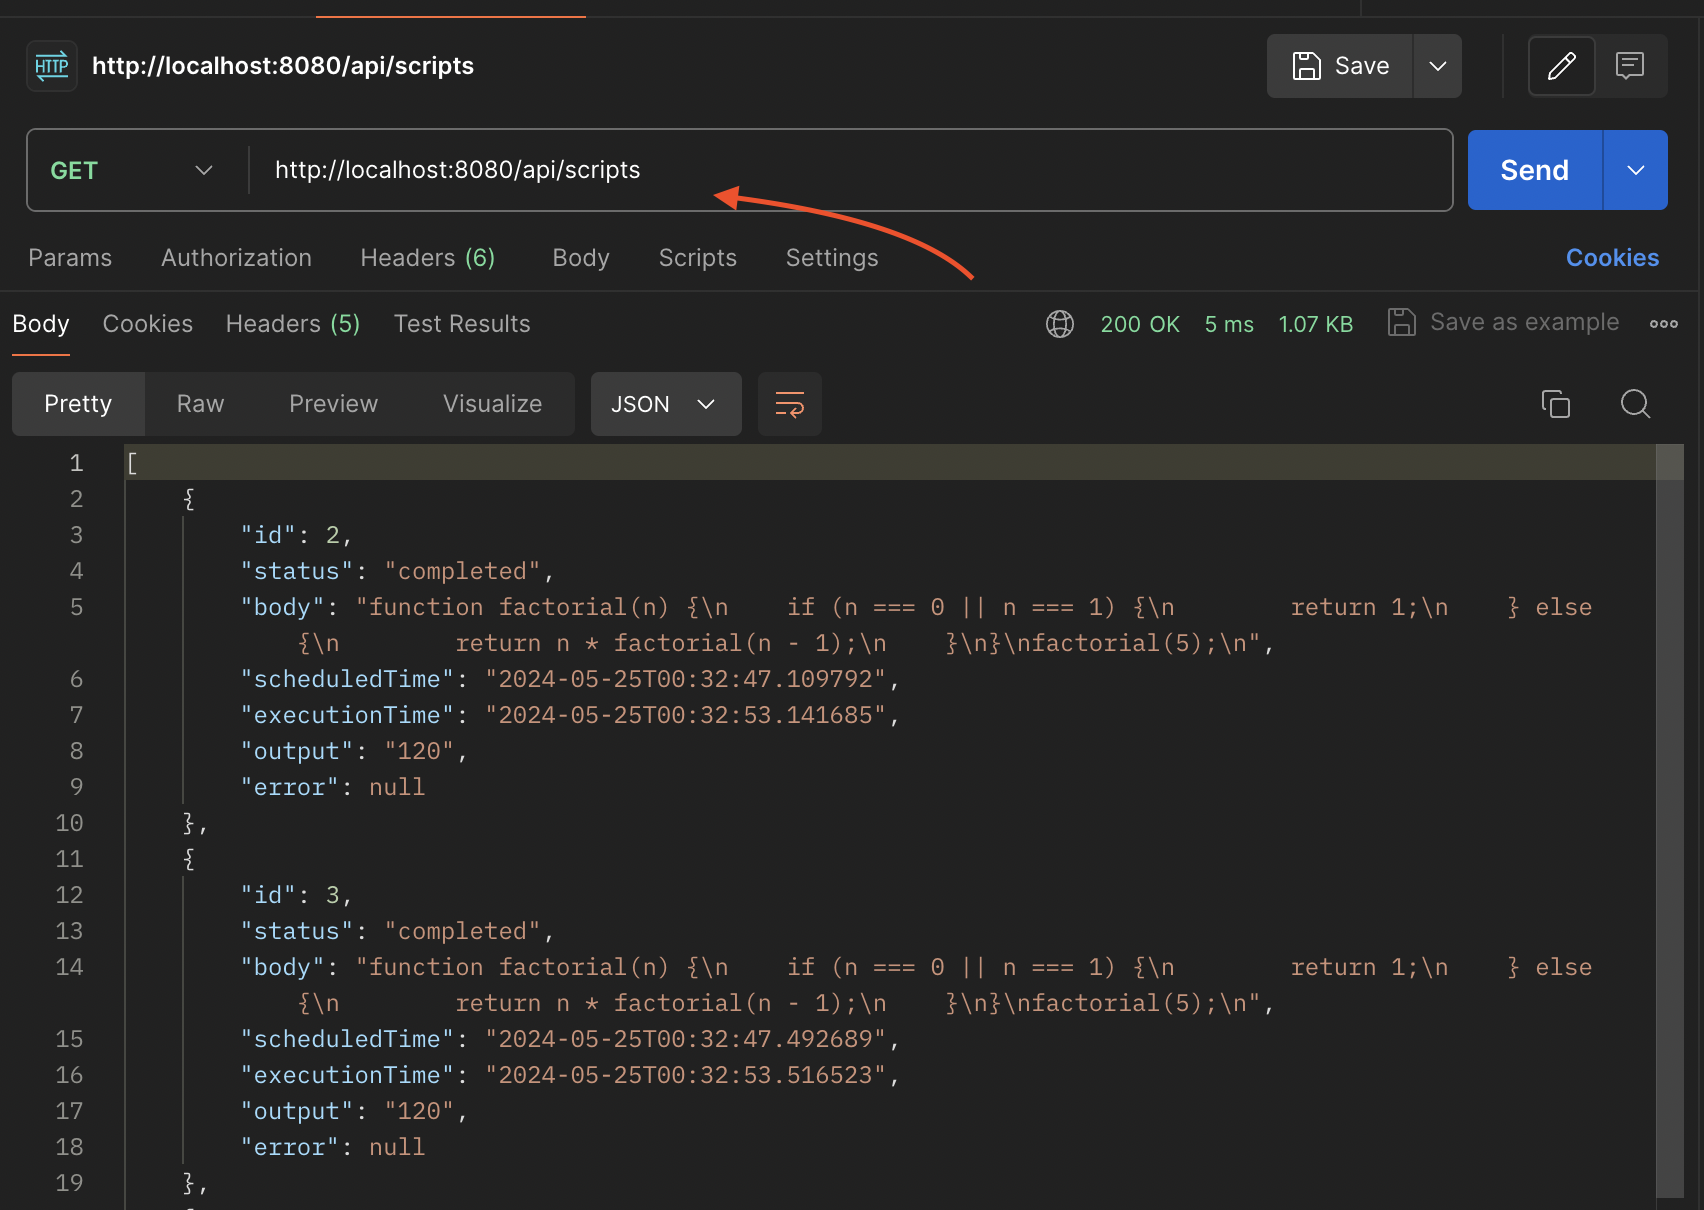 HTTP http://localhost:8080/api/scripts Save
GET http://localhost:8080/api/scripts Send
Params Authorization Headers (6) Body Scripts Settings Cookies
Body Cookies Headers (5) Test Results 200 OK 5 ms 1.07 KB Save as example
Pretty Raw Preview Visualize JSON
1 [
2 {
3 "id": 2,
4 "status": "completed",
5 "body": "function factorial(n) {\n    if (n === 0 || n === 1) {\n        return 1;\n    } else
{\n        return n * factorial(n - 1);\n    }\n}\nfactorial(5);\n",
6 "scheduledTime": "2024-05-25T00:32:47.109792",
7 "executionTime": "2024-05-25T00:32:53.141685",
8 "output": "120",
9 "error": null
10 },
11 {
12 "id": 3,
13 "status": "completed",
14 "body": "function factorial(n) {\n    if (n === 0 || n === 1) {\n        return 1;\n    } else
{\n        return n * factorial(n - 1);\n    }\n}\nfactorial(5);\n",
15 "scheduledTime": "2024-05-25T00:32:47.492689",
16 "executionTime": "2024-05-25T00:32:53.516523",
17 "output": "120",
18 "error": null
19 },